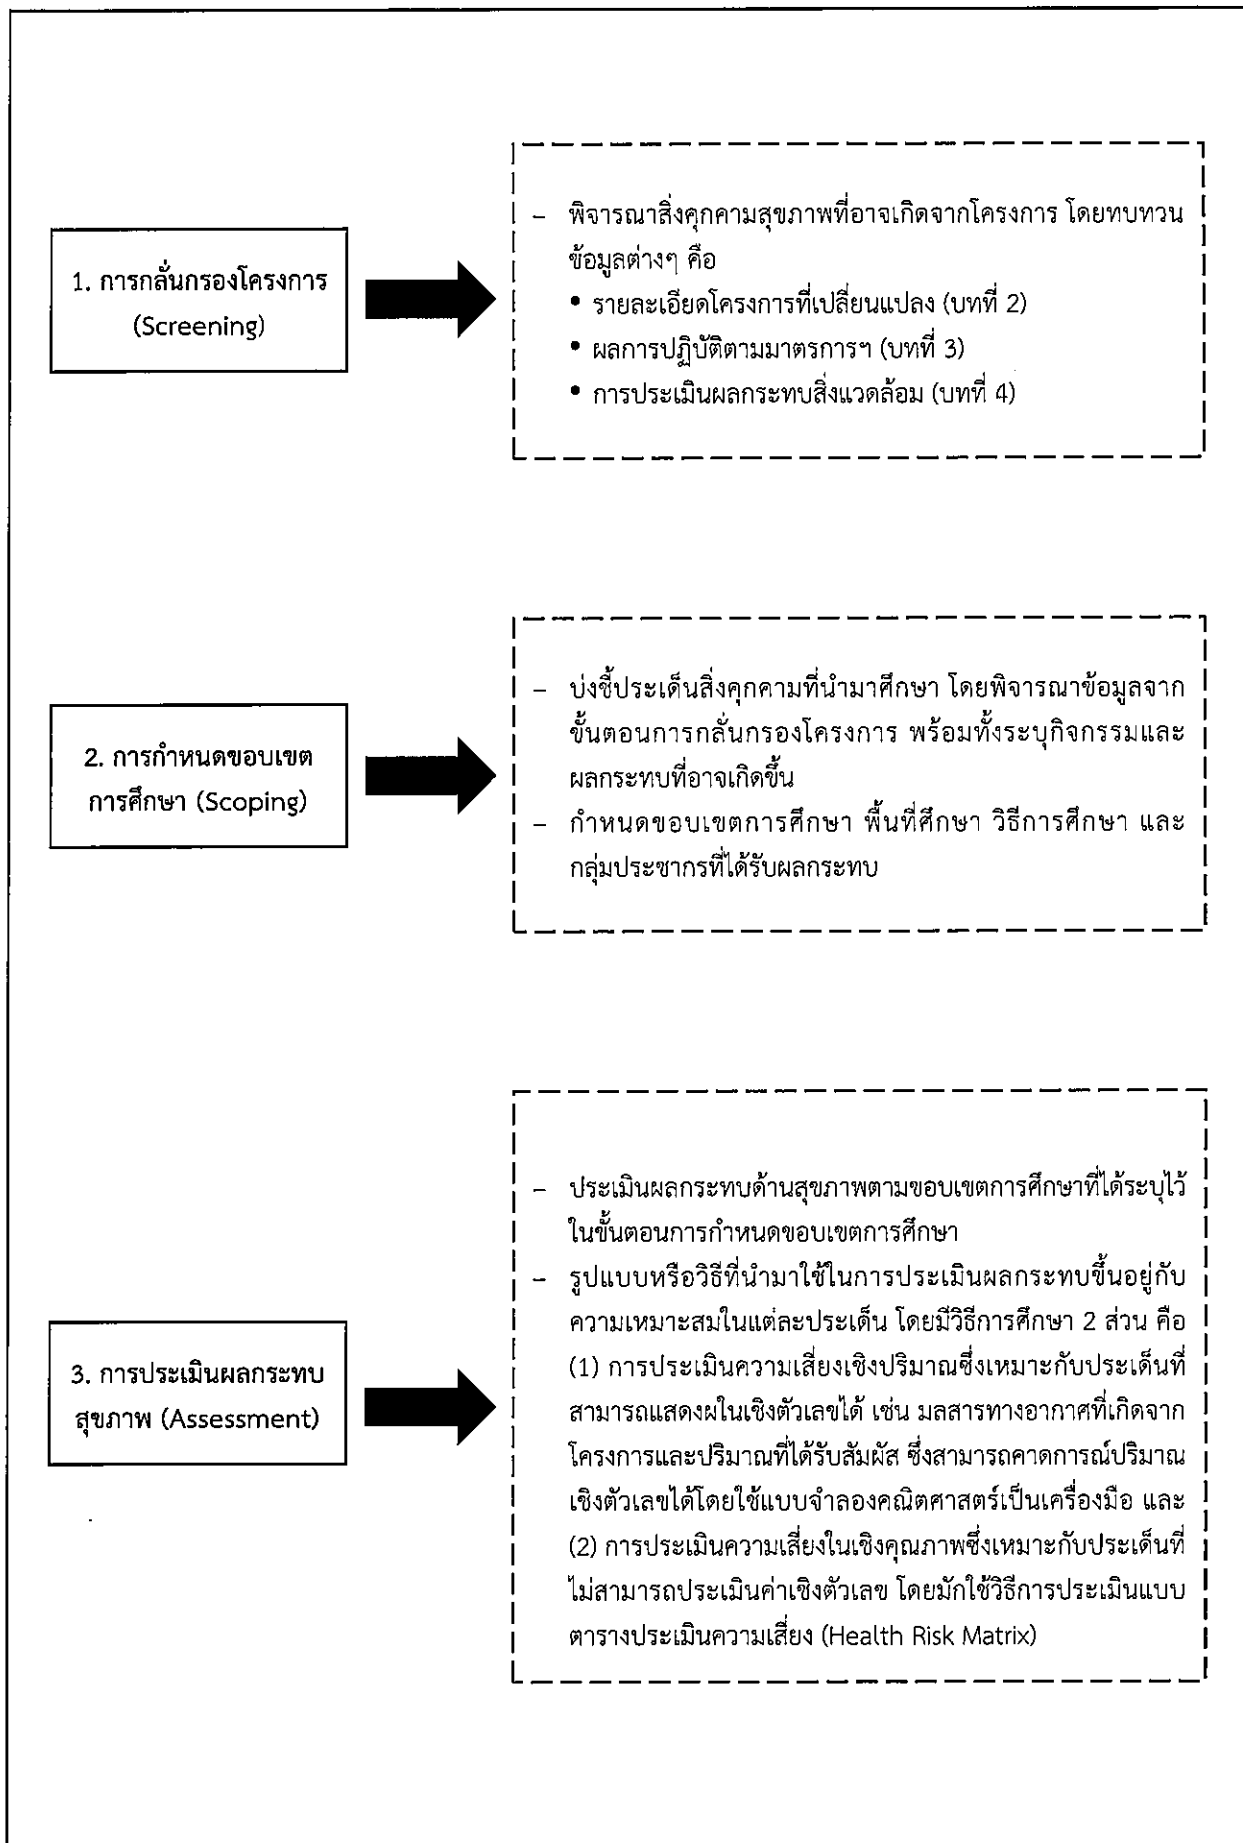 1. การกลั่นกรองโครงการ
(Screening)
– พิจารณาสิ่งคุกคามสุขภาพที่อาจเกิดจากโครงการ โดยทบทวน
ข้อมูลต่างๆ คือ
• รายละเอียดโครงการที่เปลี่ยนแปลง (บทที่ 2)
• ผลการปฏิบัติตามมาตรการฯ (บทที่ 3)
• การประเมินผลกระทบสิ่งแวดล้อม (บทที่ 4)
2. การกำหนดขอบเขต
การศึกษา (Scoping)
– บ่งชี้ประเด็นสิ่งคุกคามที่นำมาศึกษา โดยพิจารณาข้อมูลจาก
ขั้นตอนการกลั่นกรองโครงการ พร้อมทั้งระบุกิจกรรมและ
ผลกระทบที่อาจเกิดขึ้น
– กำหนดขอบเขตการศึกษา พื้นที่ศึกษา วิธีการศึกษา และ
กลุ่มประชากรที่ได้รับผลกระทบ
3. การประเมินผลกระทบ
สุขภาพ (Assessment)
– ประเมินผลกระทบด้านสุขภาพตามขอบเขตการศึกษาที่ได้ระบุไว้
ในขั้นตอนการกำหนดขอบเขตการศึกษา
– รูปแบบหรือวิธีที่นำมาใช้ในการประเมินผลกระทบขึ้นอยู่กับ
ความเหมาะสมในแต่ละประเด็น โดยมีวิธีการศึกษา 2 ส่วน คือ
(1) การประเมินความเสี่ยงเชิงปริมาณซึ่งเหมาะกับประเด็นที่
สามารถแสดงผในเชิงตัวเลขได้ เช่น มลสารทางอากาศที่เกิดจาก
โครงการและปริมาณที่ได้รับสัมผัส ซึ่งสามารถคาดการณ์ปริมาณ
เชิงตัวเลขได้โดยใช้แบบจำลองคณิตศาสตร์เป็นเครื่องมือ และ
(2) การประเมินความเสี่ยงในเชิงคุณภาพซึ่งเหมาะกับประเด็นที่
ไม่สามารถประเมินค่าเชิงตัวเลข โดยมักใช้วิธีการประเมินแบบ
ตารางประเมินความเสี่ยง (Health Risk Matrix)